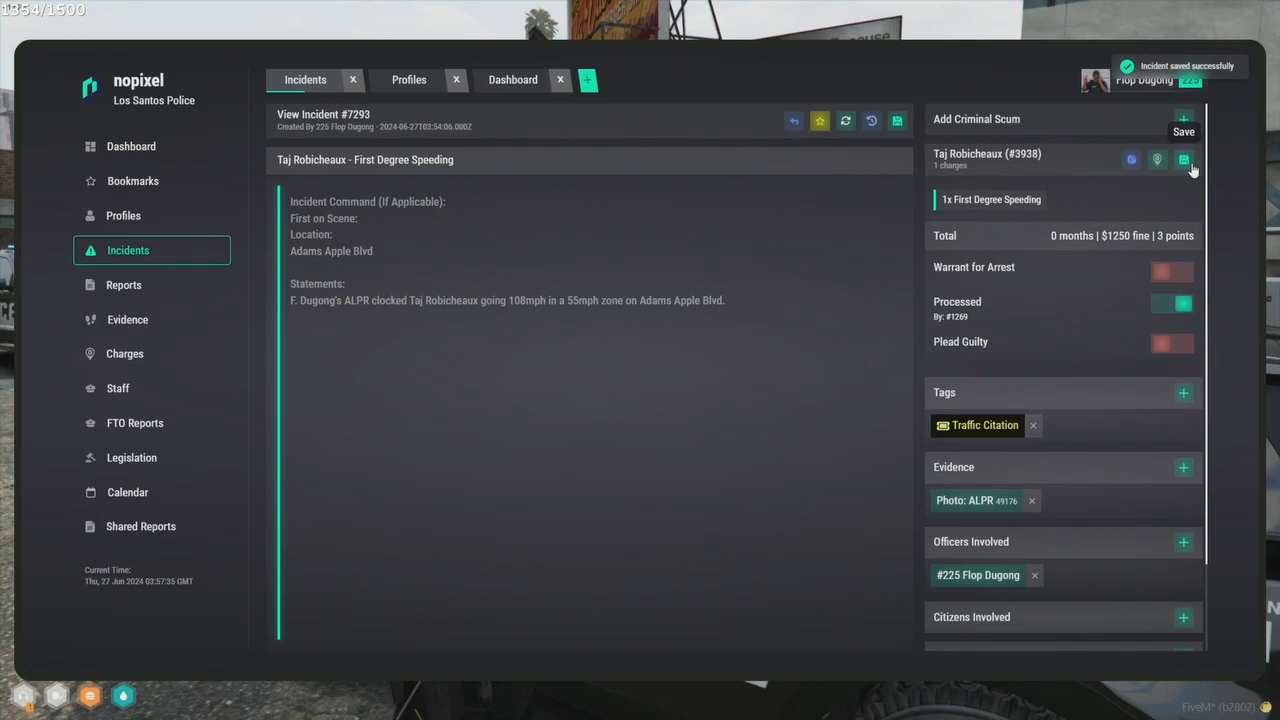 1354/1500
nopixel
Los Santos Police
Incidents
Profiles
Dashboard
Incident saved successfully
Flop Dugong 225
Dashboard
Bookmarks
Profiles
Incidents
Reports
Evidence
Charges
Staff
FTO Reports
Legislation
Calendar
Shared Reports
Current Time:
Thu, 27 Jun 2024 03:57:35 GMT
View Incident #7293
Created By 225 Flop Dugong - 2024-06-27T03:54:06.000Z
Taj Robicheaux - First Degree Speeding
Incident Command (If Applicable):
First on Scene:
Location:
Adams Apple Blvd
Statements:
F. Dugong's ALPR clocked Taj Robicheaux going 108mph in a 55mph zone on Adams Apple Blvd.
Add Criminal Scum
Save
Taj Robicheaux (#3938)
1 charges
1x First Degree Speeding
Total 0 months | $1250 fine | 3 points
Warrant for Arrest
Processed
By: #1269
Plead Guilty
Tags
Traffic Citation
Evidence
Photo: ALPR 49176
Officers Involved
#225 Flop Dugong
Citizens Involved
FiveM* (b2802)